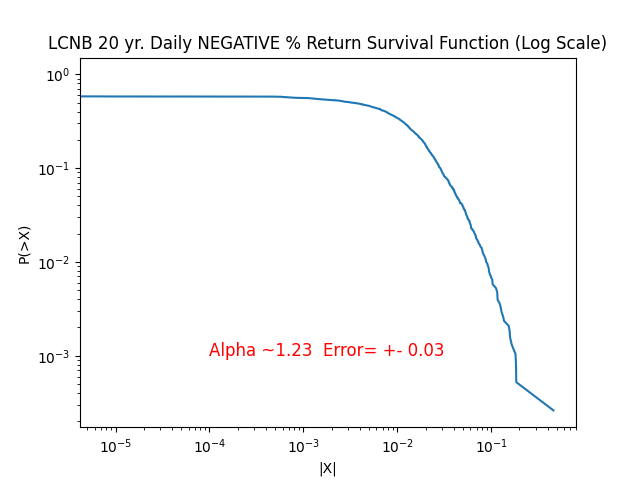 LCNB 20 yr. Daily NEGATIVE % Return Survival Function (Log Scale)
10⁰
10⁻¹
10⁻²
10⁻³
P(>X)
Alpha ~1.23  Error= +- 0.03
10⁻⁵ 10⁻⁴ 10⁻³ 10⁻² 10⁻¹
|X|